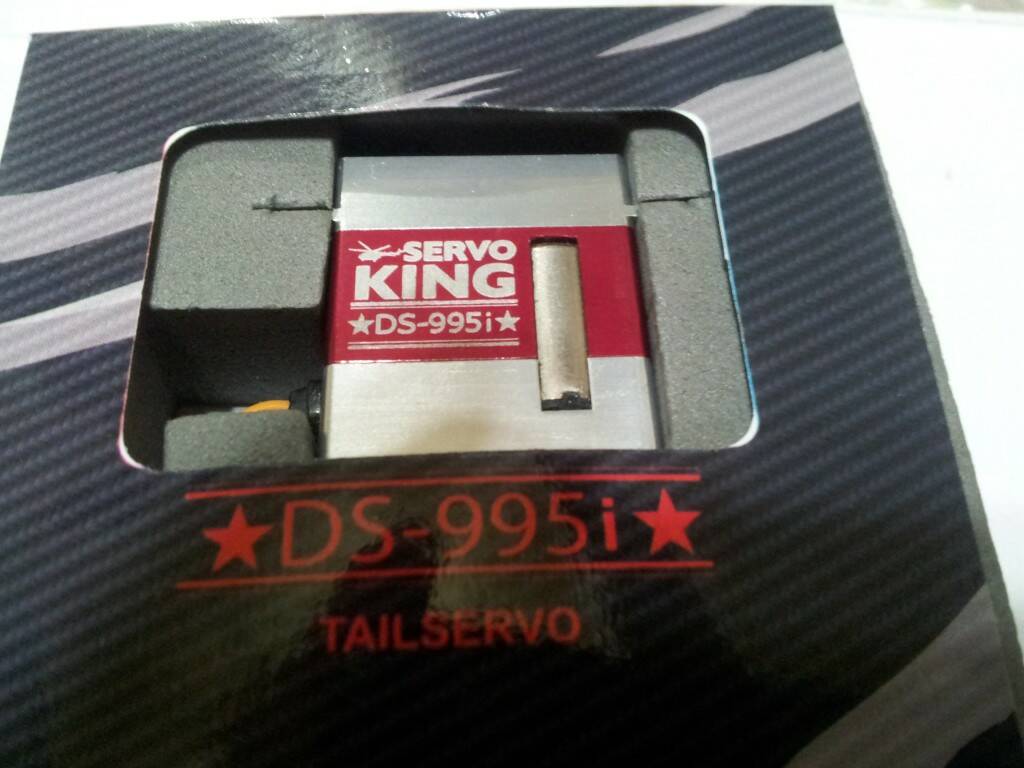 SERVO
KING
★DS-995i★
★DS-995i★
TAILSERVO